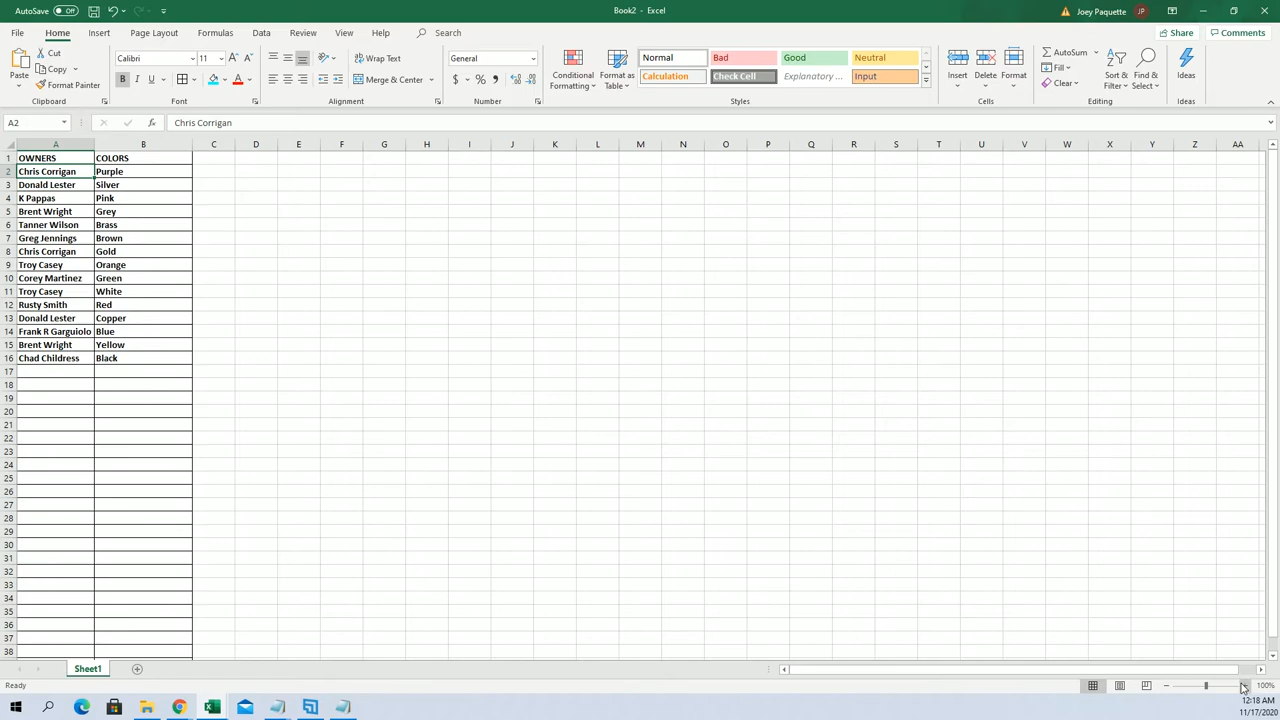 AutoSave Off Book2 - Excel Joey Paquette JP
File Home Insert Page Layout Formulas Data Review View Help Search Share Comments
Paste Cut Copy Format Painter Clipboard
Calibri 11 A A B I U A Font
Wrap Text Merge & Center Alignment
General $ % , Number
Conditional Formatting Format as Table
Normal Bad Good Neutral
Calculation Check Cell Explanatory ... Input
Styles
Insert Delete Format Cells
AutoSum Fill Clear Sort & Filter Find & Select Editing
Ideas Ideas
A2 fx Chris Corrigan
A B C D E F G H I J K L M N O P Q R S T U V W X Y Z AA
1 OWNERS COLORS
2 Chris Corrigan Purple
3 Donald Lester Silver
4 K Pappas Pink
5 Brent Wright Grey
6 Tanner Wilson Brass
7 Greg Jennings Brown
8 Chris Corrigan Gold
9 Troy Casey Orange
10 Corey Martinez Green
11 Troy Casey White
12 Rusty Smith Red
13 Donald Lester Copper
14 Frank R Garguiolo Blue
15 Brent Wright Yellow
16 Chad Childress Black
17
18
19
20
21
22
23
24
25
26
27
28
29
30
31
32
33
34
35
36
37
38
Sheet1
Ready 100%
12:18 AM
11/17/2020